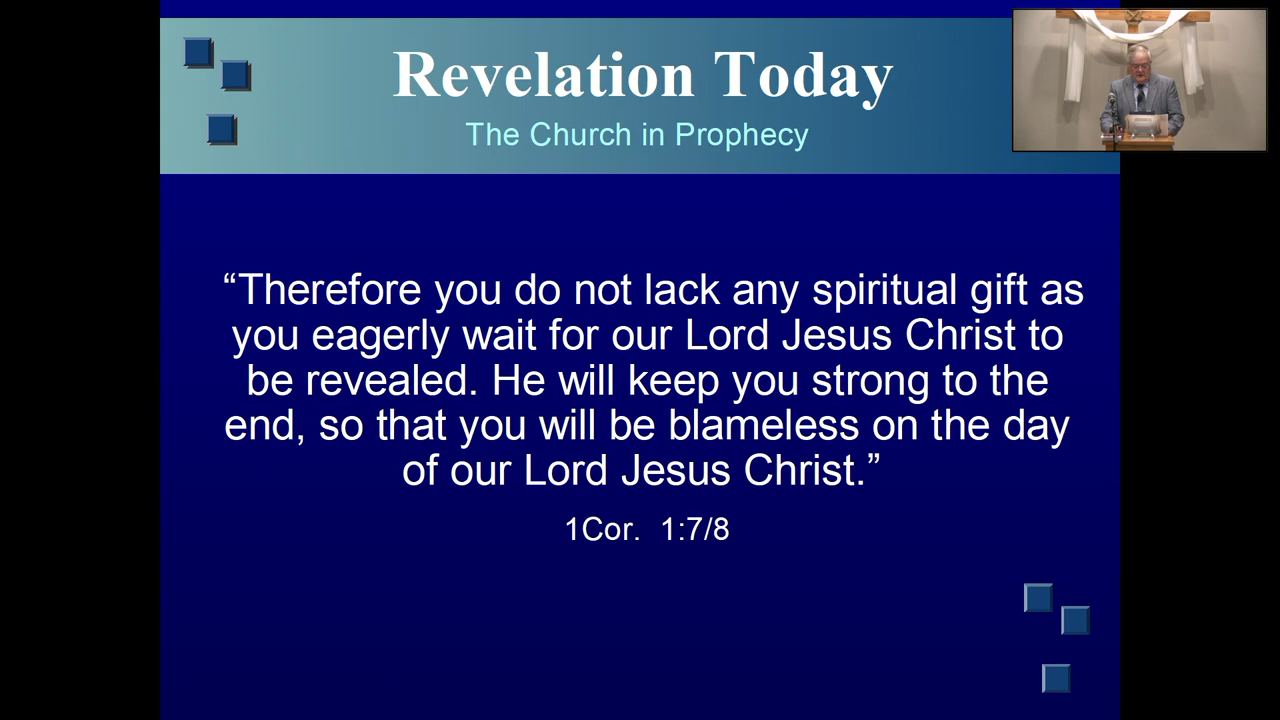 Revelation Today
The Church in Prophecy
“Therefore you do not lack any spiritual gift as
you eagerly wait for our Lord Jesus Christ to
be revealed. He will keep you strong to the
end, so that you will be blameless on the day
of our Lord Jesus Christ.”
1Cor. 1:7/8